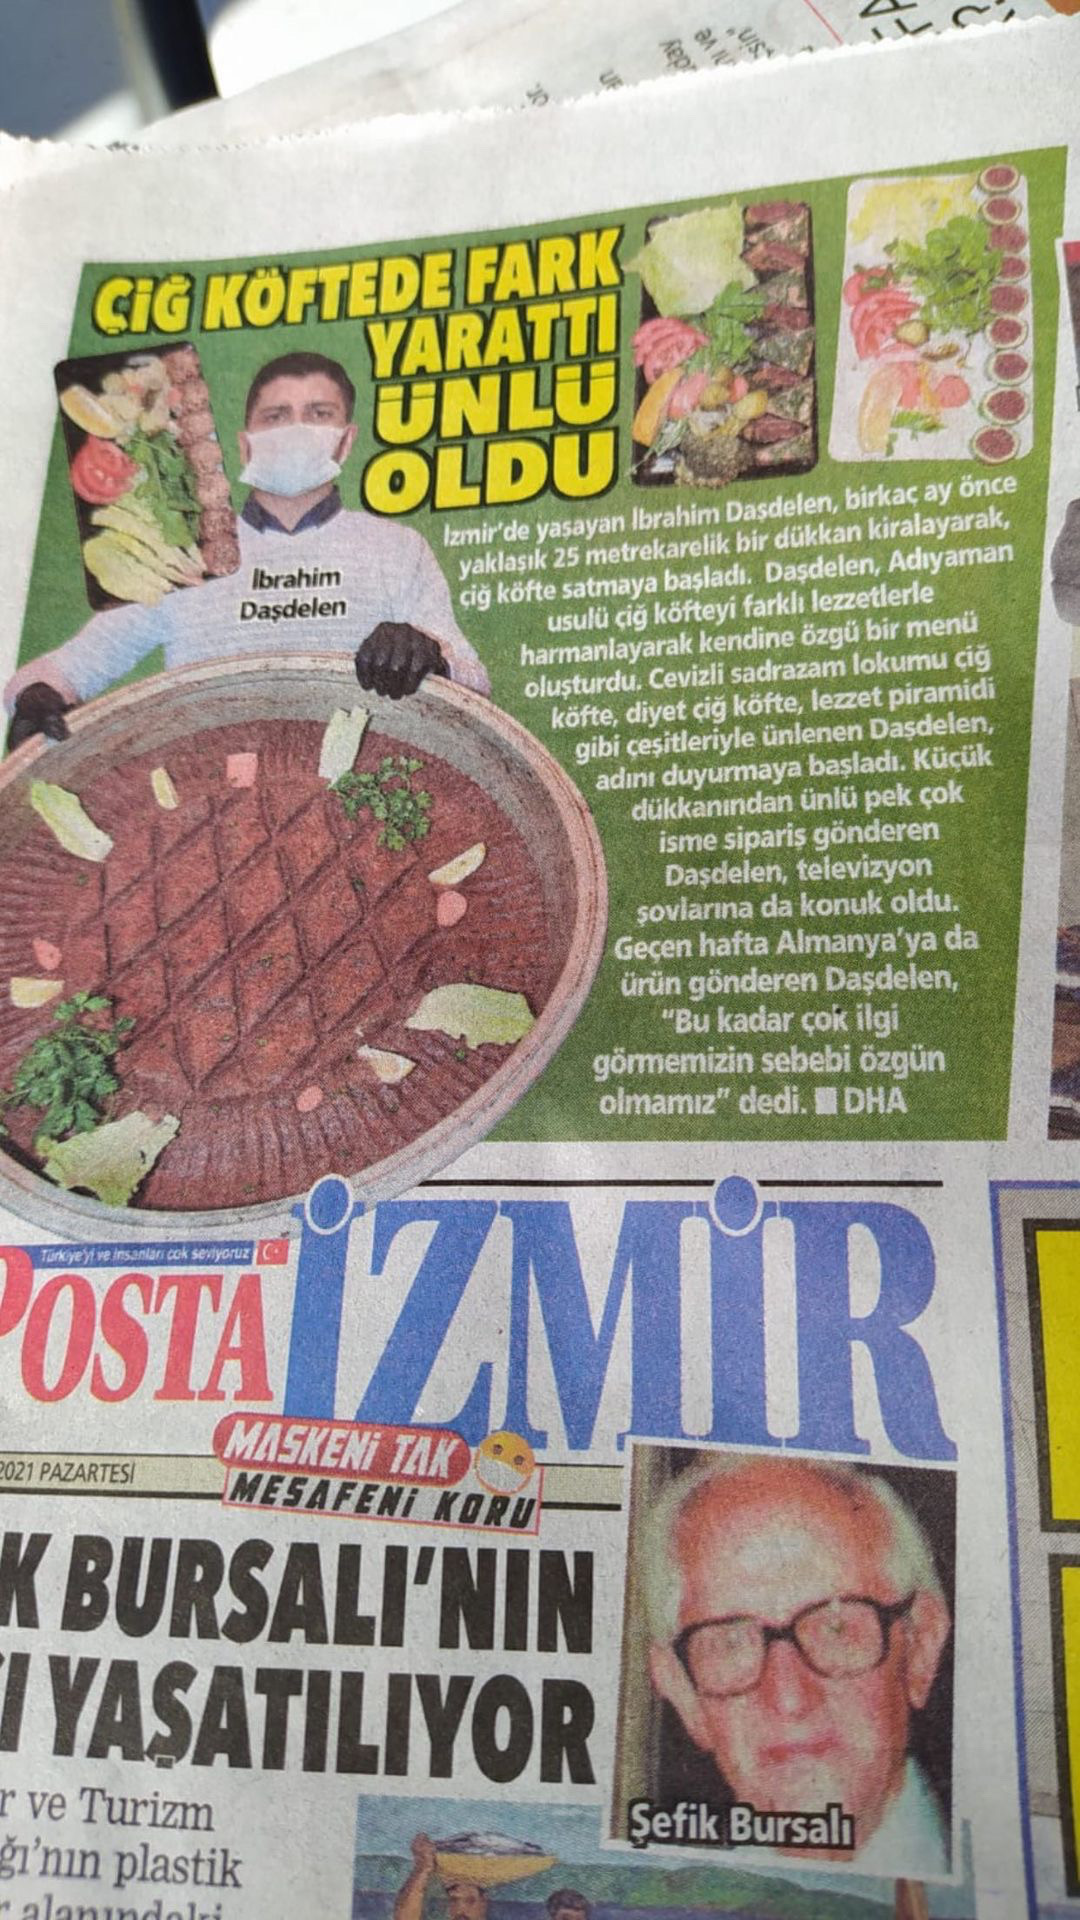 ÇİĞ KÖFTEDE FARK
YARATTI
ÜNLÜ
OLDU
İbrahim
Daşdelen
İzmir'de yaşayan İbrahim Daşdelen, birkaç ay önce
yaklaşık 25 metrekarelik bir dükkan kiralayarak,
çiğ köfte satmaya başladı. Daşdelen, Adıyaman
usulü çiğ köfteyi farklı lezzetlerle
harmanlayarak kendine özgü bir menü
oluşturdu. Cevizli sadrazam lokumu çiğ
köfte, diyet çiğ köfte, lezzet piramidi
gibi çeşitleriyle ünlenen Daşdelen,
adını duyurmaya başladı. Küçük
dükkanından ünlü pek çok
isme sipariş gönderen
Daşdelen, televizyon
şovlarına da konuk oldu.
Geçen hafta Almanya'ya da
ürün gönderen Daşdelen,
"Bu kadar çok ilgi
görmemizin sebebi özgün
olmamız" dedi. ■ DHA
Türkiye'yi ve insanları çok seviyoruz
POSTA İZMİR
MASKENİ TAK
MESAFENİ KORU
2021 PAZARTESİ
K BURSALI'NIN
I YAŞATILIYOR
Şefik Bursalı
r ve Turizm
ğı'nın plastik
r alanındaki